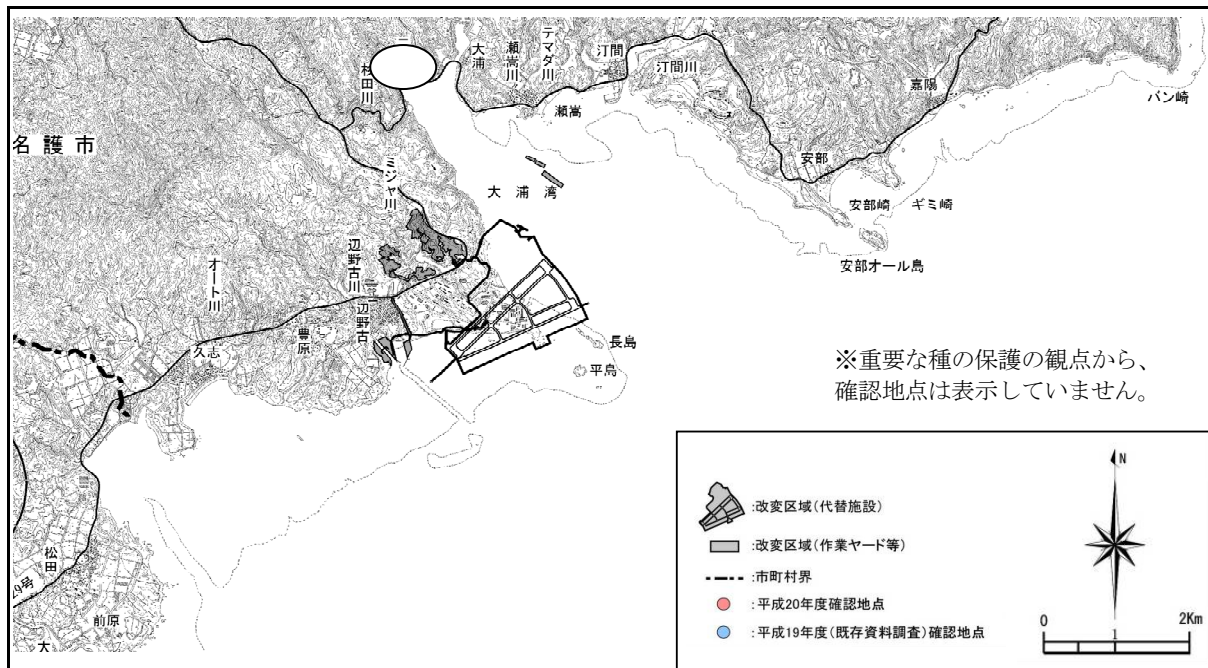 名護市
杉田川
大浦
瀬嵩川
テマダ川
汀間
汀間川
瀬嵩
嘉陽
バン崎
安部
安部崎
ギミ崎
安部オール島
大浦湾
ミジャ川
辺野古川
オート川
辺野古
豊原
久志
長島
平島
松田
前原
大
29号
※重要な種の保護の観点から、
確認地点は表示していません。
:改変区域(代替施設)
:改変区域(作業ヤード等)
:市町村界
:平成20年度確認地点
:平成19年度(既存資料調査)確認地点
N
0 1 2Km